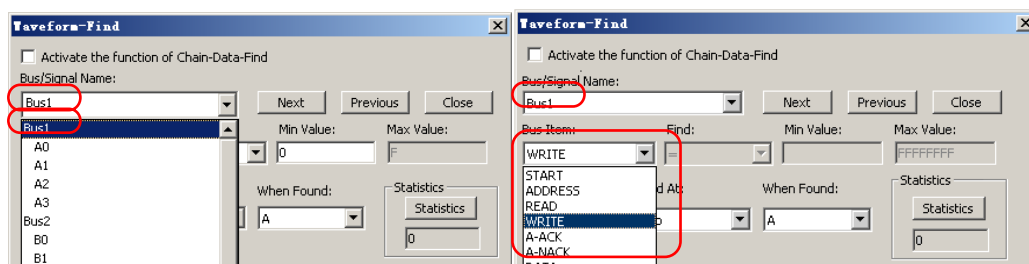 Waveform-Find
Activate the function of Chain-Data-Find
Bus/Signal Name:
Bus1
Next
Previous
Close
Bus1
Min Value:
Max Value:
A0
0
F
A1
A2
When Found:
Statistics
A3
Statistics
Bus2
A
B0
0
B1
Waveform-Find
Activate the function of Chain-Data-Find
Bus/Signal Name:
Bus1
Next
Previous
Close
Bus Item:
Find:
Min Value:
Max Value:
WRITE
=
FFFFFFFF
START
ADDRESS
d At:
When Found:
Statistics
READ
Statistics
WRITE
A
A-ACK
0
A-NACK